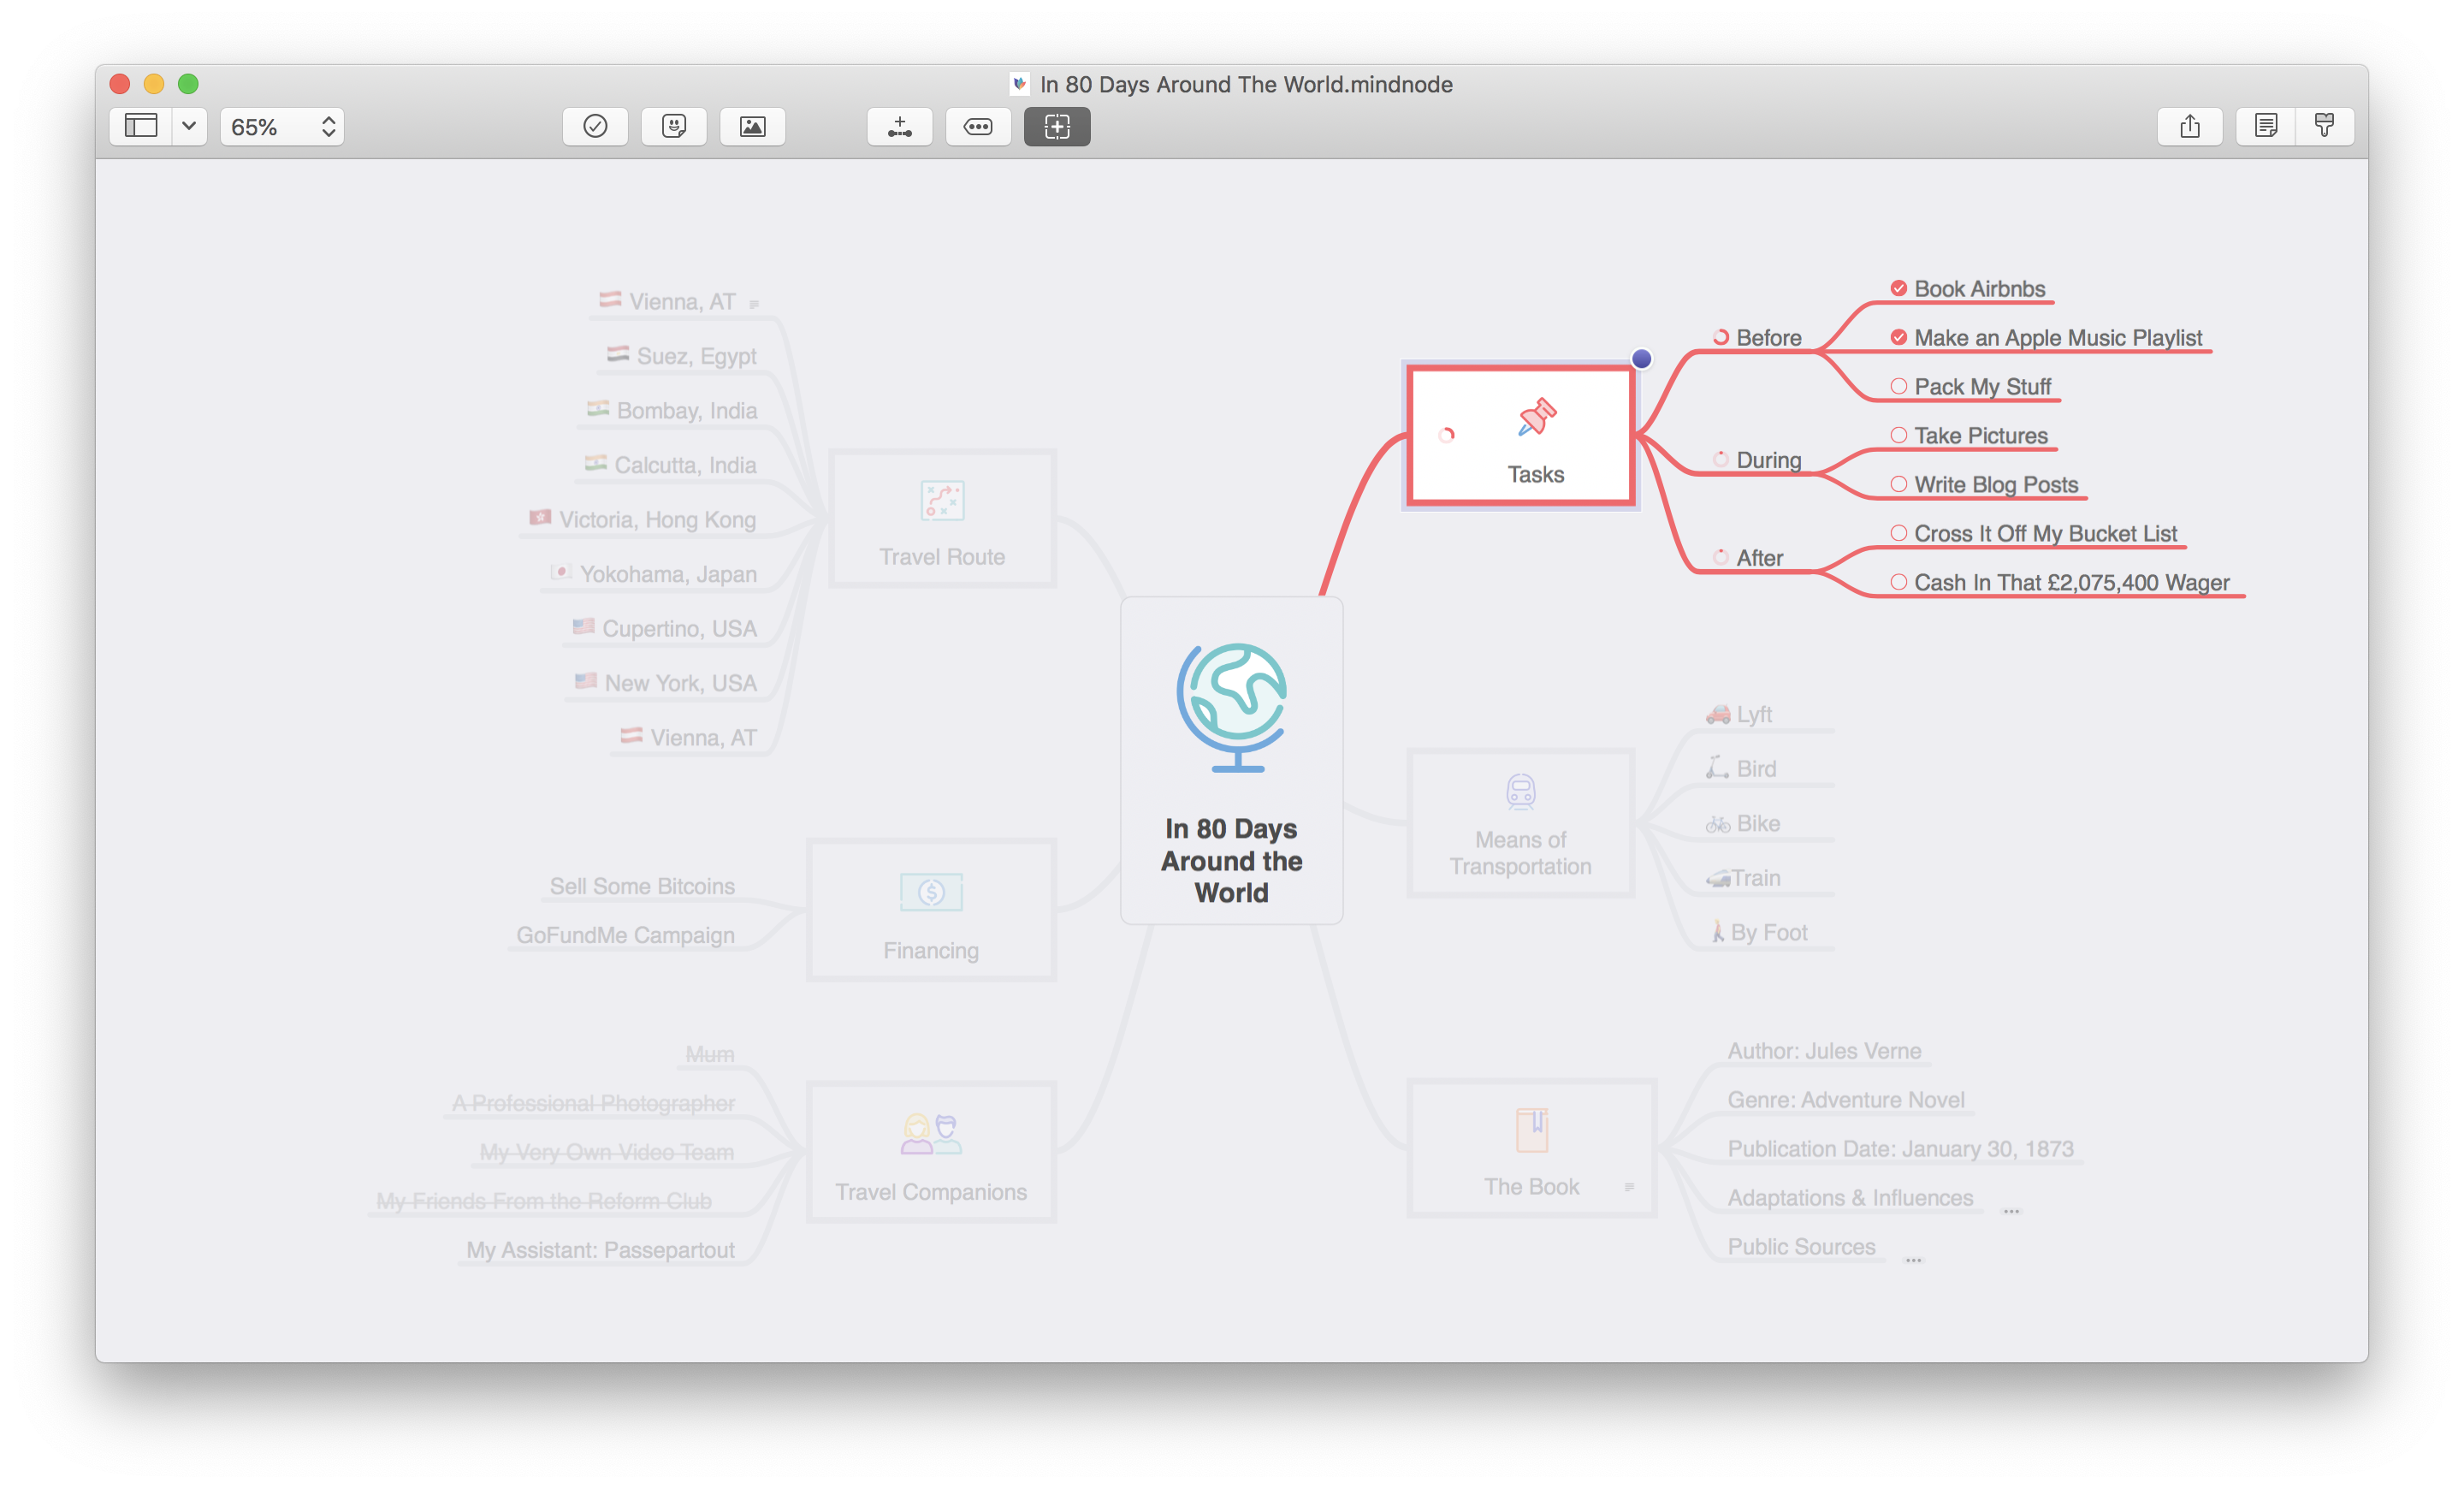 In 80 Days Around The World.mindnode
65%
Vienna, AT
Suez, Egypt
Bombay, India
Calcutta, India
Victoria, Hong Kong
Yokohama, Japan
Cupertino, USA
New York, USA
Vienna, AT
Travel Route
Sell Some Bitcoins
GoFundMe Campaign
Financing
Mum
A Professional Photographer
My Very Own Video Team
My Friends From the Reform Club
My Assistant: Passepartout
Travel Companions
In 80 Days
Around the
World
Tasks
Before
Book Airbnbs
Make an Apple Music Playlist
Pack My Stuff
During
Take Pictures
Write Blog Posts
After
Cross It Off My Bucket List
Cash In That £2,075,400 Wager
Means of
Transportation
Lyft
Bird
Bike
Train
By Foot
The Book
Author: Jules Verne
Genre: Adventure Novel
Publication Date: January 30, 1873
Adaptations & Influences
Public Sources